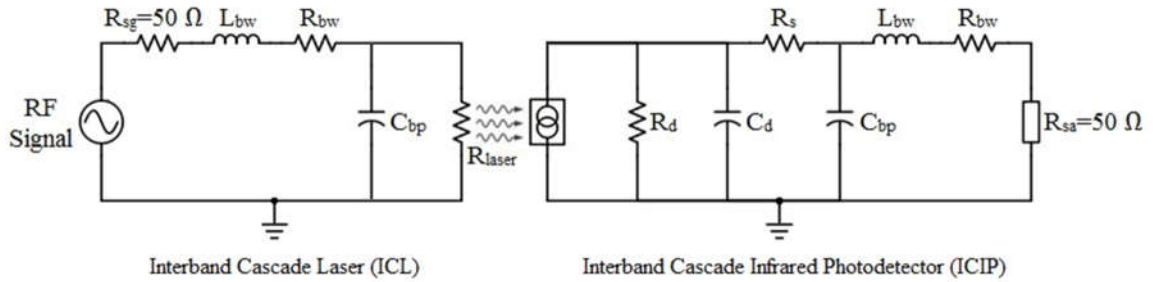 Rsg=50 Ω Lbw Rbw
Rs Lbw Rbw
RF
Signal
Cbp
Rlaser
Rd
Cd
Cbp
Rsa=50 Ω
Interband Cascade Laser (ICL)
Interband Cascade Infrared Photodetector (ICIP)